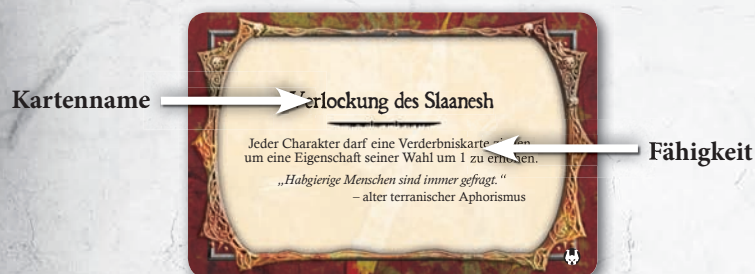 Kartenname
Verlockung des Slaanesh
Jeder Charakter darf eine Verderbniskarte
um eine Eigenschaft seiner Wahl um 1 zu erhöhen.
„Habgierige Menschen sind immer gefragt.“
– alter terranischer Aphorismus
Fähigkeit